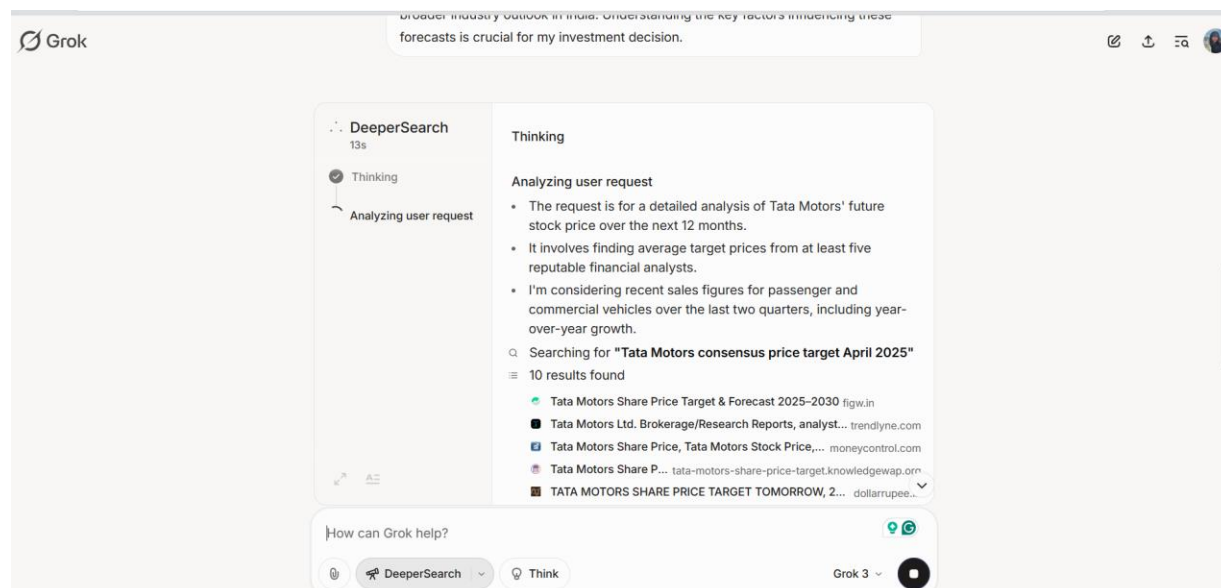 broader industry outlook in India. Understanding the key factors influencing these
forecasts is crucial for my investment decision.
Grok
DeeperSearch
13s
Thinking
Analyzing user request
Thinking
Analyzing user request
• The request is for a detailed analysis of Tata Motors' future
stock price over the next 12 months.
• It involves finding average target prices from at least five
reputable financial analysts.
• I'm considering recent sales figures for passenger and
commercial vehicles over the last two quarters, including year-
over-year growth.
Searching for "Tata Motors consensus price target April 2025"
10 results found
Tata Motors Share Price Target & Forecast 2025–2030 figw.in
Tata Motors Ltd. Brokerage/Research Reports, analyst... trendlyne.com
Tata Motors Share Price, Tata Motors Stock Price,... moneycontrol.com
Tata Motors Share P... tata-motors-share-price-target.knowledgewap.org
TATA MOTORS SHARE PRICE TARGET TOMORROW, 2... dollarrupee...
How can Grok help?
DeeperSearch
Think
Grok 3